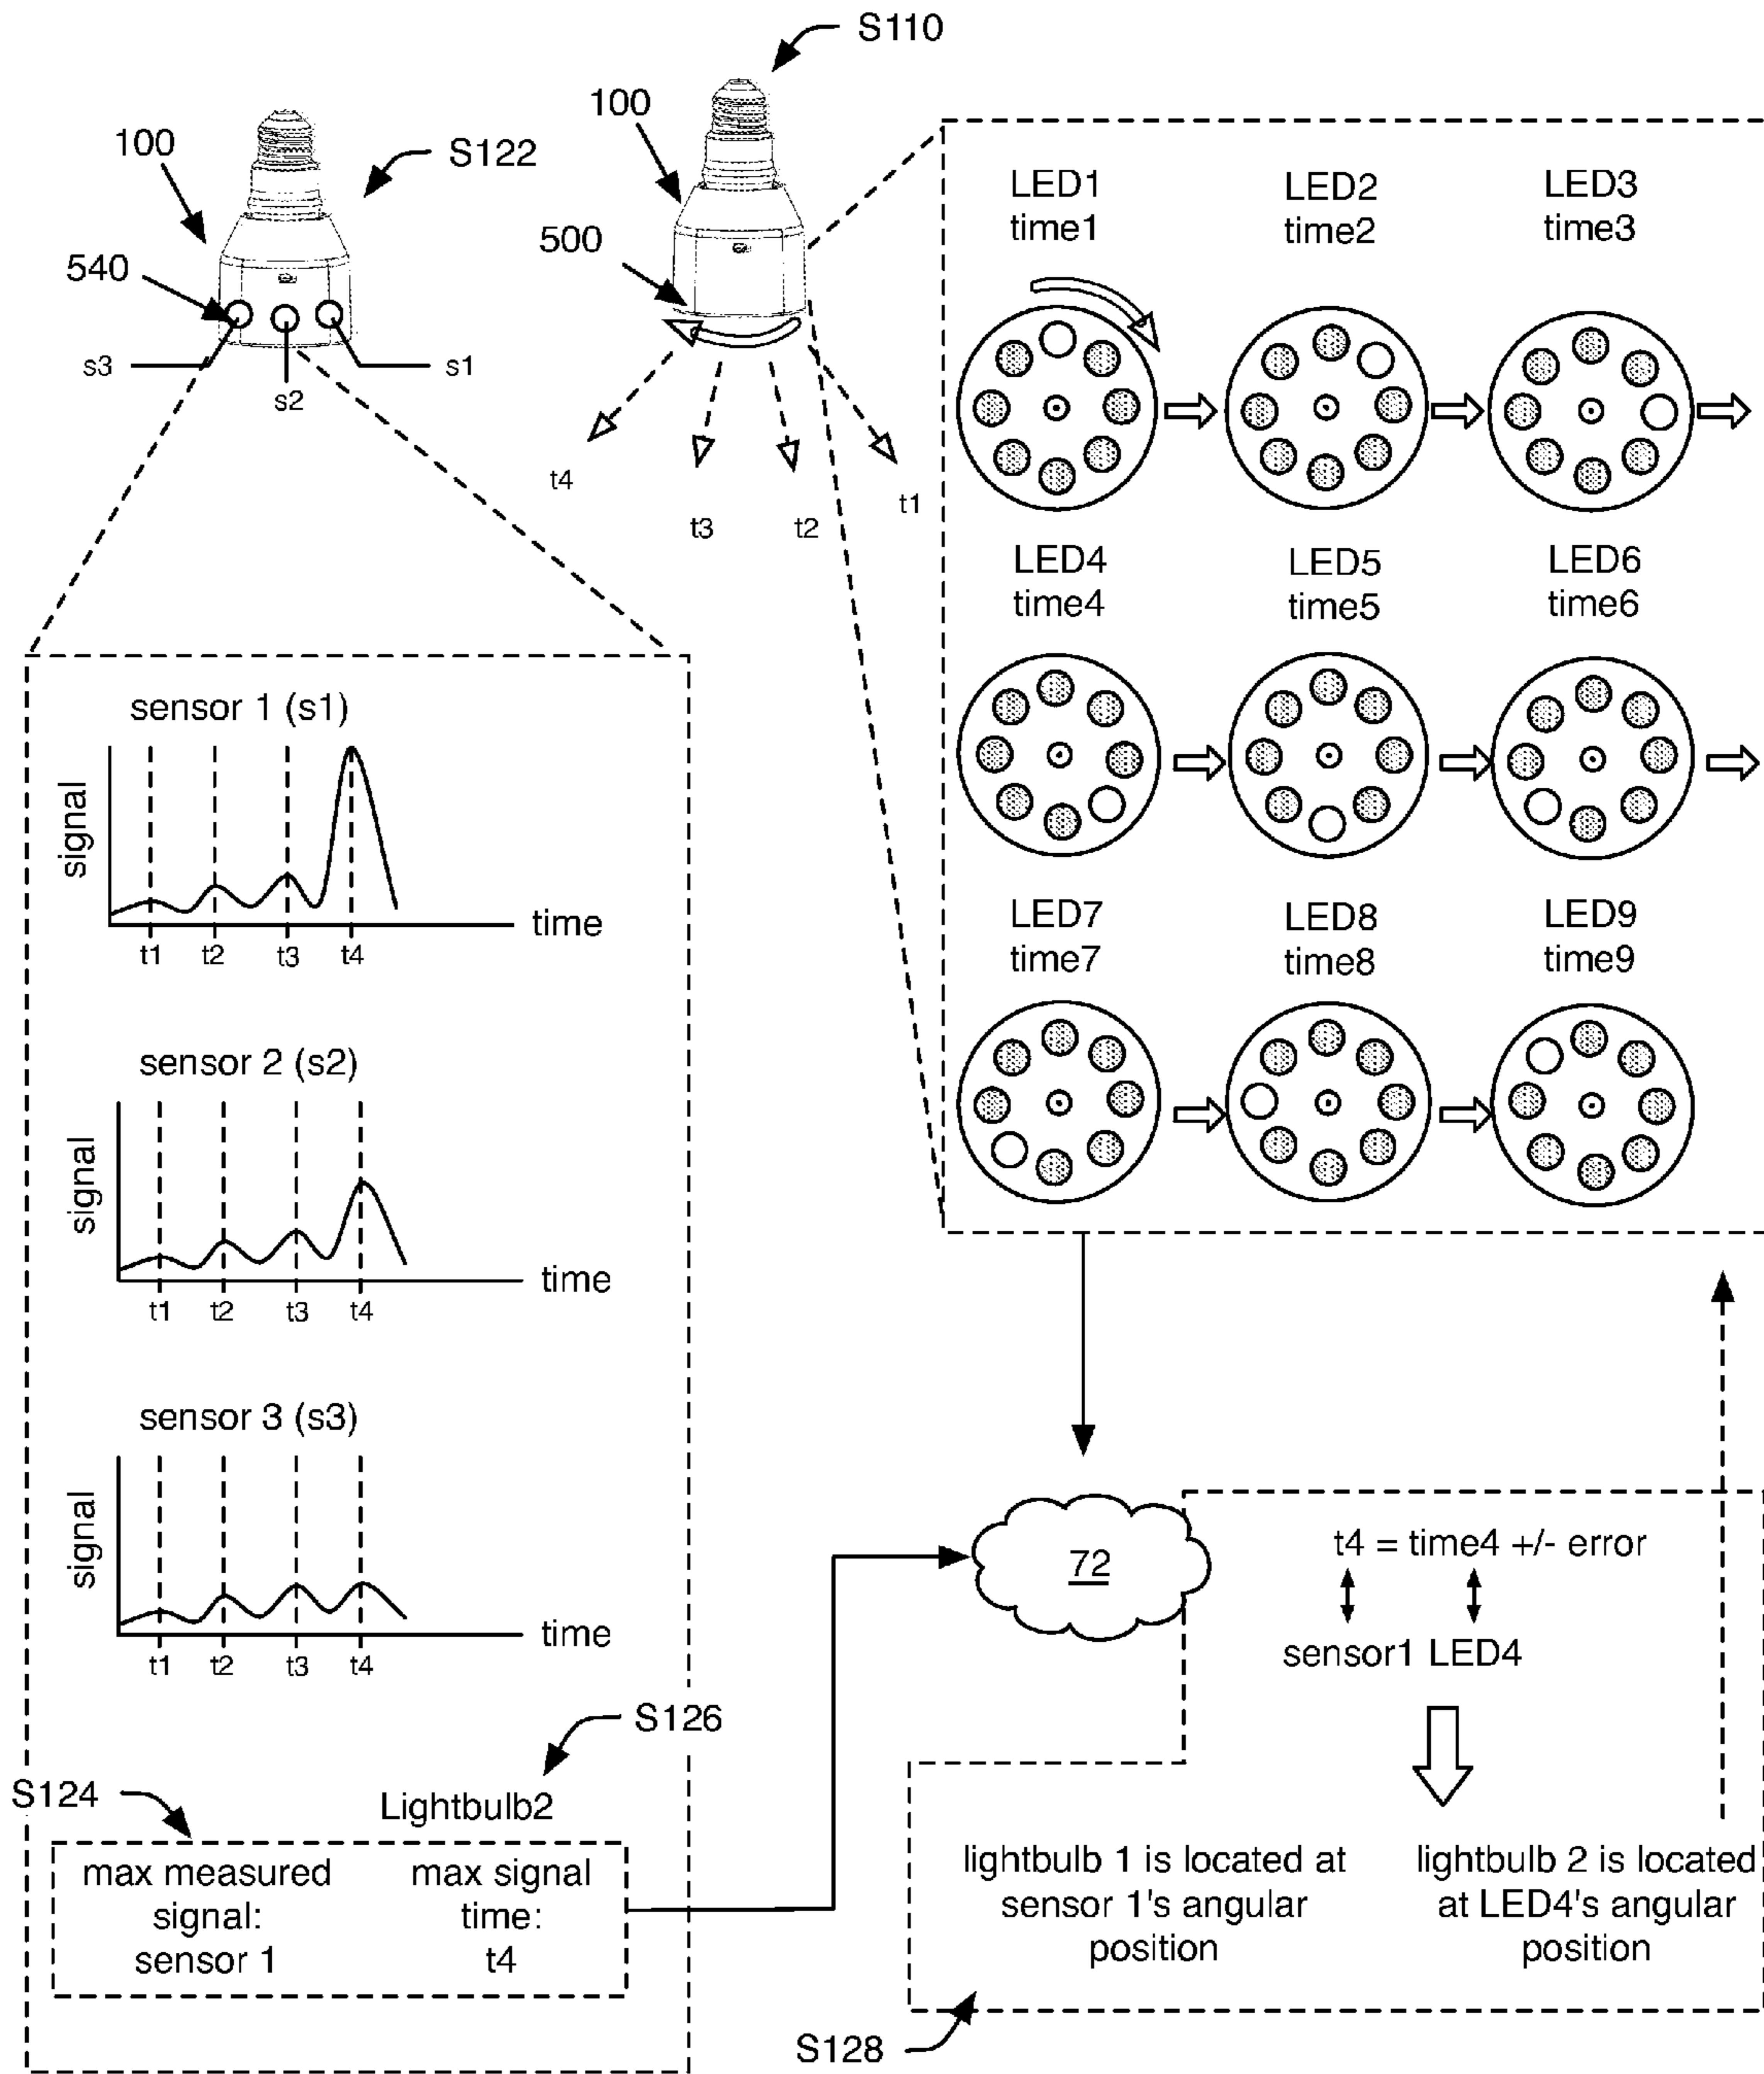 S110
100
S122
100
540
500
s3
s2
s1
t4
t3
t2
t1
LED1
time1
LED2
time2
LED3
time3
LED4
time4
LED5
time5
LED6
time6
LED7
time7
LED8
time8
LED9
time9
sensor 1 (s1)
signal
time
t1 t2 t3 t4
sensor 2 (s2)
signal
time
t1 t2 t3 t4
sensor 3 (s3)
signal
time
t1 t2 t3 t4
S126
S124
Lightbulb2
max measured
signal:
sensor 1
max signal
time:
t4
72
t4 = time4 +/- error
sensor1 LED4
lightbulb 1 is located at
sensor 1's angular
position
lightbulb 2 is located
at LED4's angular
position
S128